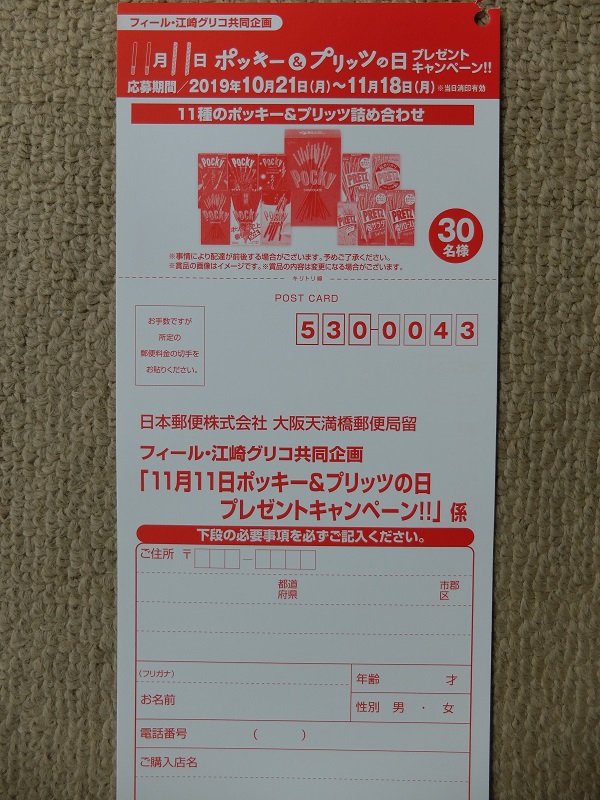 フィール・江崎グリコ共同企画
11月11日 ポッキー&プリッツの日 プレゼントキャンペーン!!
応募期間／2019年10月21日(月)〜11月18日(月) ※当日消印有効
11種のポッキー&プリッツ詰め合わせ
POCKY POCKY
POCKY
PRETZ
PRETZ PRETZ
30名様
※事情により配達が前後する場合がございます。予めご了承ください。
※賞品の画像はイメージです。※賞品の内容は変更になる場合がございます。
キリトリ線
POST CARD
お手数ですが
所定の
郵便料金の切手を
お貼りください。
530-0043
日本郵便株式会社 大阪天満橋郵便局留
フィール・江崎グリコ共同企画
「11月11日ポッキー&プリッツの日
プレゼントキャンペーン!!」係
下段の必要事項を必ずご記入ください。
ご住所 〒 －
都道府県 市郡区
(フリガナ)
お名前
年齢 才
性別 男・女
電話番号 ( )
ご購入店名